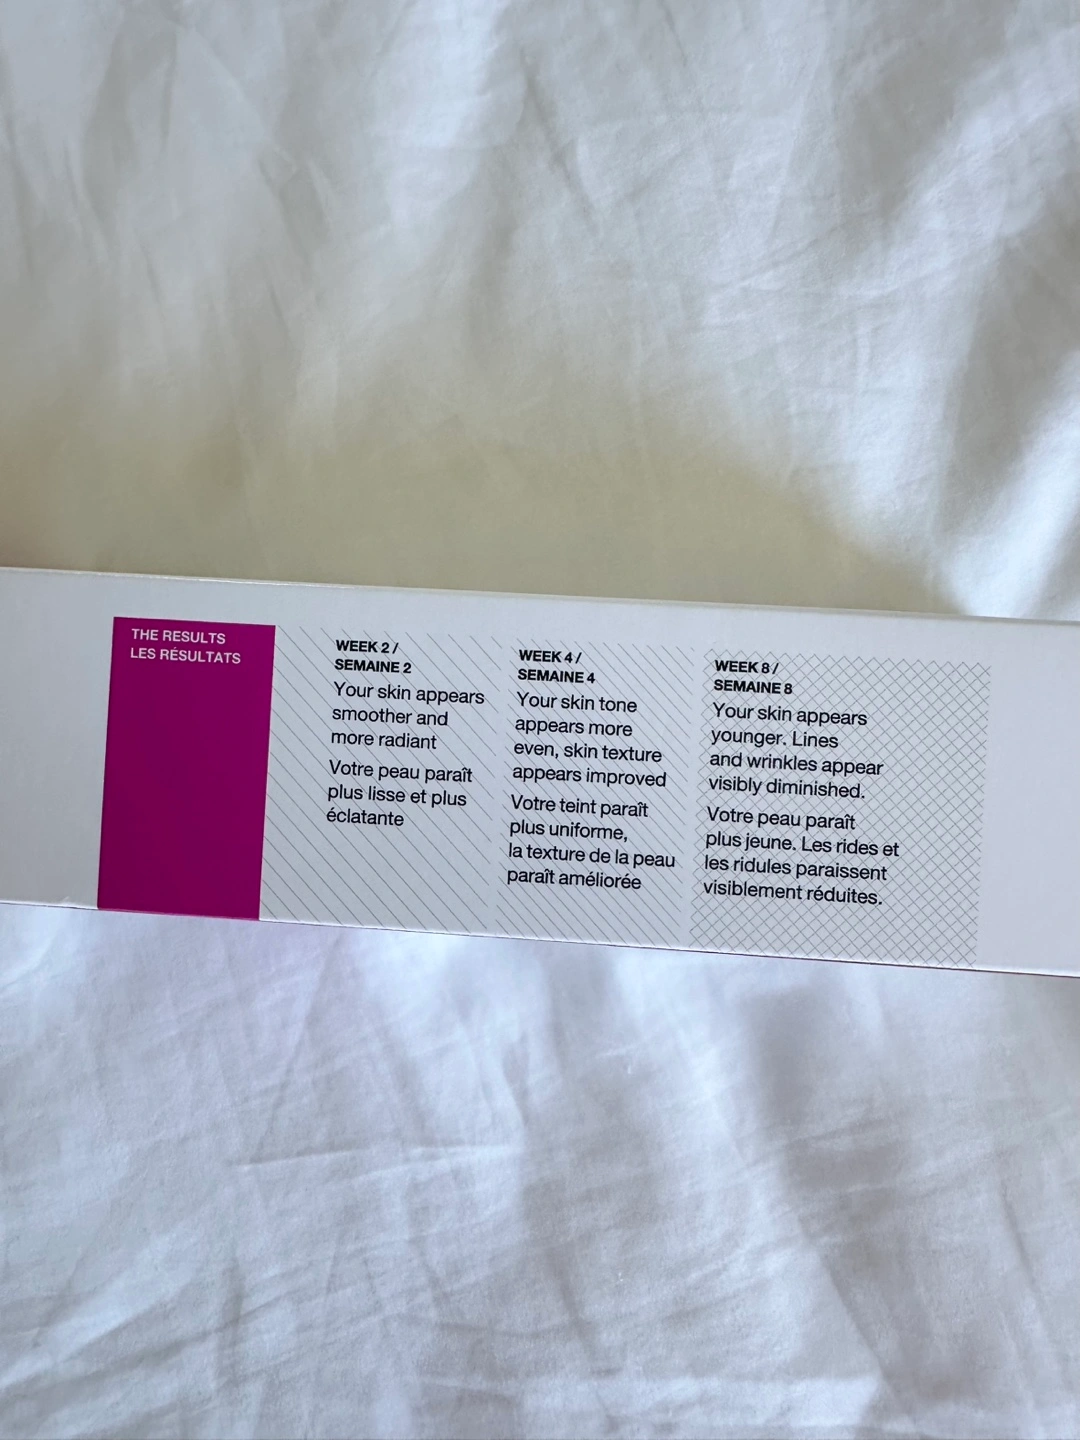 THE RESULTS
LES RÉSULTATS
WEEK 2 /
SEMAINE 2
Your skin appears
smoother and
more radiant
Votre peau paraît
plus lisse et plus
éclatante
WEEK 4 /
SEMAINE 4
Your skin tone
appears more
even, skin texture
appears improved
Votre teint paraît
plus uniforme,
la texture de la peau
paraît améliorée
WEEK 8 /
SEMAINE 8
Your skin appears
younger. Lines
and wrinkles appear
visibly diminished.
Votre peau paraît
plus jeune. Les rides et
les ridules paraissent
visiblement réduites.